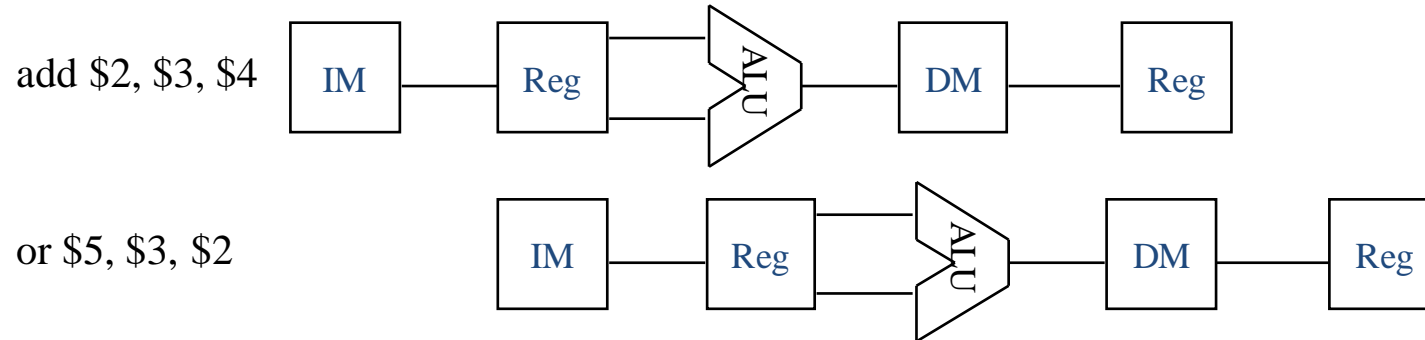 add $2, $3, $4 IM Reg ALU DM Reg
or $5, $3, $2 IM Reg ALU DM Reg